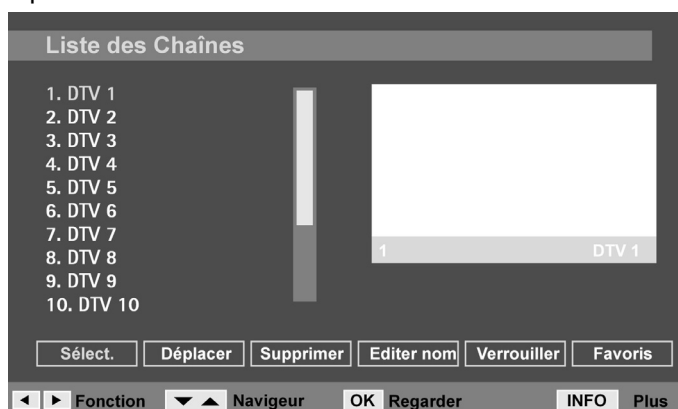 Liste des Chaînes
1. DTV 1
2. DTV 2
3. DTV 3
4. DTV 4
5. DTV 5
6. DTV 6
7. DTV 7
8. DTV 8
9. DTV 9
10. DTV 10
1 DTV 1
Sélect. Déplacer Supprimer Editer nom Verrouiller Favoris
Fonction Navigeur OK Regarder INFO Plus